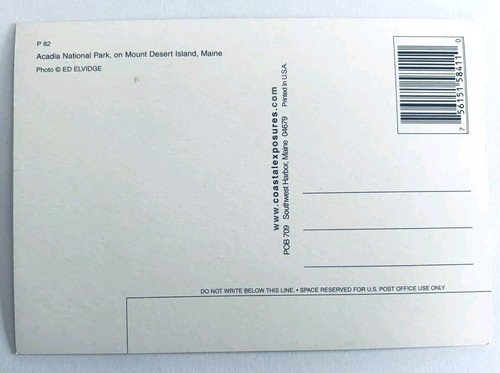 P 82
Acadia National Park, on Mount Desert Island, Maine
Photo © ED ELVIDGE
www.coastalexposures.com
POB 709 Southwest Harbor, Maine 04679 Printed in U.S.A.
7 56151 58411 0
DO NOT WRITE BELOW THIS LINE. • SPACE RESERVED FOR U.S. POST OFFICE USE ONLY